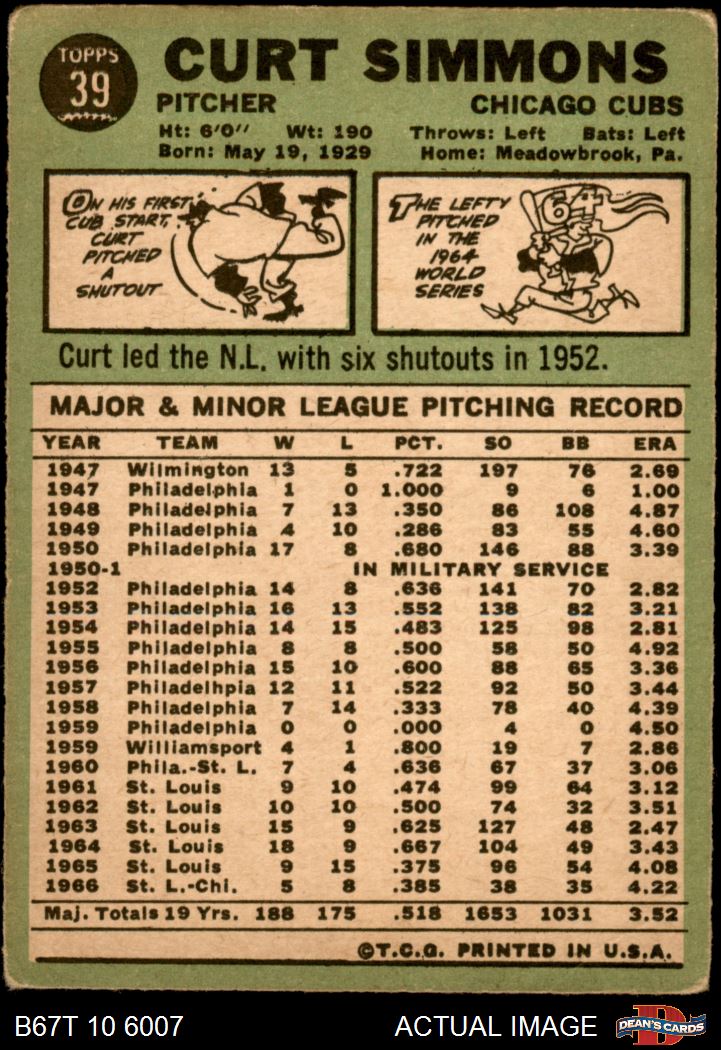 TOPPS
39
CURT SIMMONS
PITCHER CHICAGO CUBS
Ht: 6'0" Wt: 190 Throws: Left Bats: Left
Born: May 19, 1929 Home: Meadowbrook, Pa.
ON HIS FIRST
CUB START,
CURT
PITCHED
A
SHUTOUT
THE LEFTY
PITCHED
IN THE
1964
WORLD
SERIES
64
Curt led the N.L. with six shutouts in 1952.
MAJOR & MINOR LEAGUE PITCHING RECORD
YEAR TEAM W L PCT. SO BB ERA
1947 Wilmington 13 5 .722 197 76 2.69
1947 Philadelphia 1 0 1.000 9 6 1.00
1948 Philadelphia 7 13 .350 86 108 4.87
1949 Philadelphia 4 10 .286 83 55 4.60
1950 Philadelphia 17 8 .680 146 88 3.39
1950-1 IN MILITARY SERVICE
1952 Philadelphia 14 8 .636 141 70 2.82
1953 Philadelphia 16 13 .552 138 82 3.21
1954 Philadelphia 14 15 .483 125 98 2.81
1955 Philadelphia 8 8 .500 58 50 4.92
1956 Philadelphia 15 10 .600 88 65 3.36
1957 Philadelhpia 12 11 .522 92 50 3.44
1958 Philadelphia 7 14 .333 78 40 4.39
1959 Philadelphia 0 0 .000 4 0 4.50
1959 Williamsport 4 1 .800 19 7 2.86
1960 Phila.-St. L. 7 4 .636 67 37 3.06
1961 St. Louis 9 10 .474 99 64 3.12
1962 St. Louis 10 10 .500 74 32 3.51
1963 St. Louis 15 9 .625 127 48 2.47
1964 St. Louis 18 9 .667 104 49 3.43
1965 St. Louis 9 15 .375 96 54 4.08
1966 St. L.-Chi. 5 8 .385 38 35 4.22
Maj. Totals 19 Yrs. 188 175 .518 1653 1031 3.52
©T.C.G. PRINTED IN U.S.A.
B67T 10 6007 ACTUAL IMAGE DEAN'S CARDS